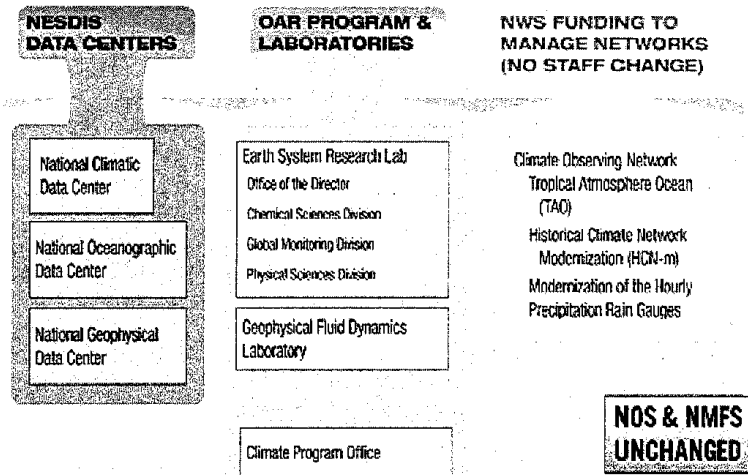 NESDIS
DATA CENTERS
National Climatic
Data Center
National Oceanographic
Data Center
National Geophysical
Data Center
OAR PROGRAM &
LABORATORIES
Earth System Research Lab
Office of the Director
Chemical Sciences Division
Global Monitoring Division
Physical Sciences Division
Geophysical Fluid Dynamics
Laboratory
Climate Program Office
NWS FUNDING TO
MANAGE NETWORKS
(NO STAFF CHANGE)
Climate Observing Network
Tropical Atmosphere Ocean
(TAO)
Historical Climate Network
Modernization (HCN-m)
Modernization of the Hourly
Precipitation Rain Gauges
NOS & NMFS
UNCHANGED